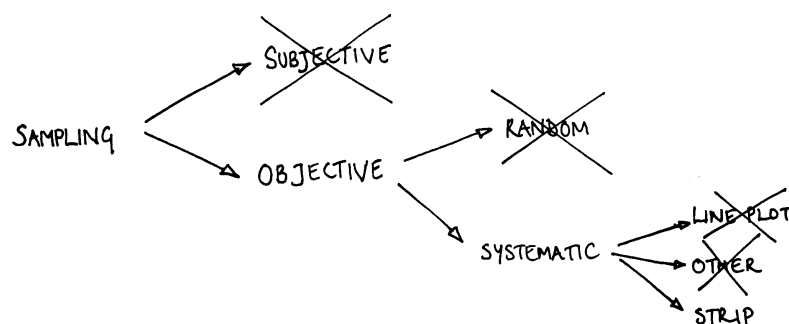 SUBJECTIVE
SAMPLING
OBJECTIVE
RANDOM
SYSTEMATIC
LINE PLOT
OTHER
STRIP